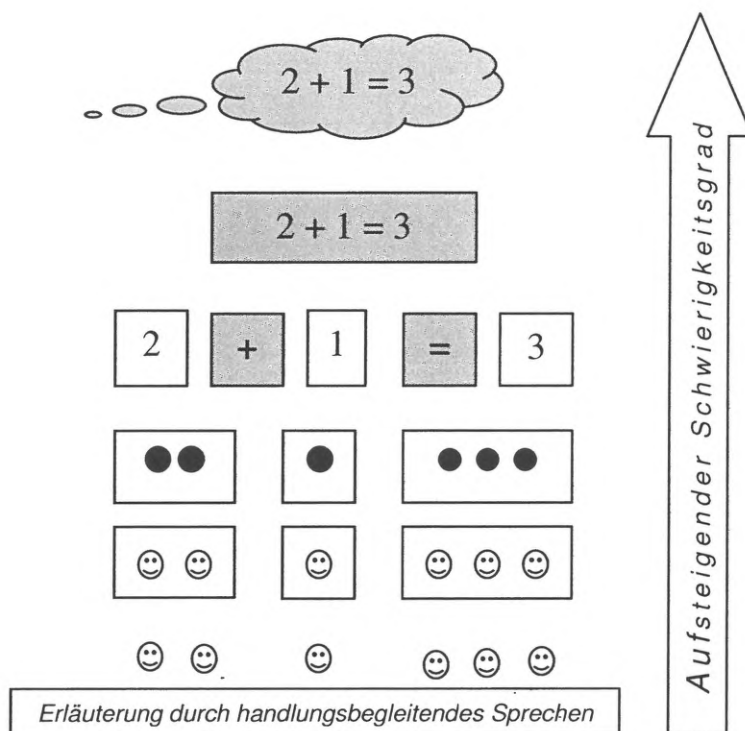 2 + 1 = 3
2 + 1 = 3
2 + 1 = 3
Erläuterung durch handlungsbegleitendes Sprechen
Aufsteigender Schwierigkeitsgrad